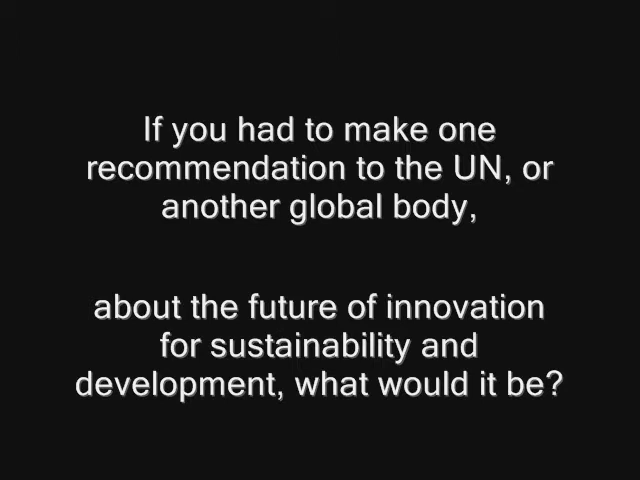 If you had to make one
recommendation to the UN, or
another global body,
about the future of innovation
for sustainability and
development, what would it be?